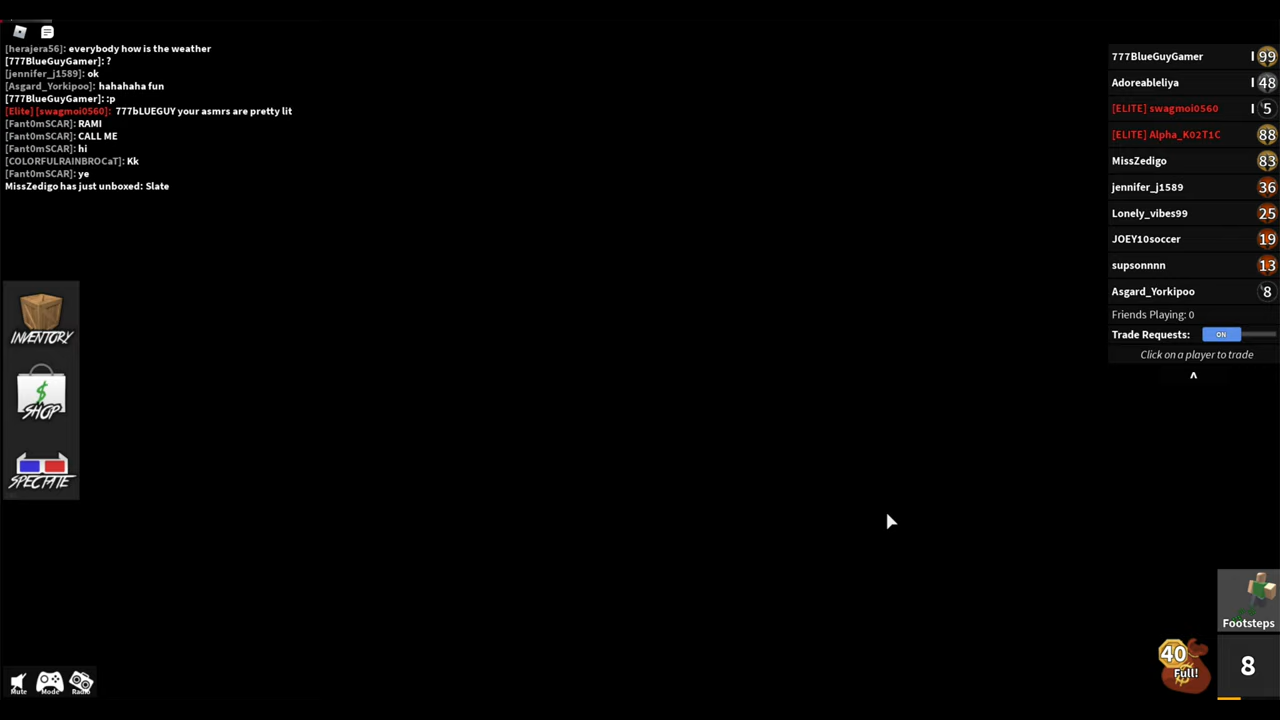 [herajera56]: everybody how is the weather
[777BlueGuyGamer]: ?
[jennifer_j1589]: ok
[Asgard_Yorkipoo]: hahahaha fun
[777BlueGuyGamer]: :p
[Elite] [swagmoi0560]: 777bLUEGUY your asmrs are pretty lit
[Fant0mSCAR]: RAMI
[Fant0mSCAR]: CALL ME
[Fant0mSCAR]: hi
[COLORFULRAINBROCaT]: Kk
[Fant0mSCAR]: ye
MissZedigo has just unboxed: Slate
777BlueGuyGamer 99
Adoreableliya 48
[ELITE] swagmoi0560 5
[ELITE] Alpha_K02T1C 88
MissZedigo 83
jennifer_j1589 36
Lonely_vibes99 25
JOEY10soccer 19
supsonnnn 13
Asgard_Yorkipoo 8
Friends Playing: 0
Trade Requests: ON
Click on a player to trade
^
INVENTORY
$
SHOP
SPECTATE
Mute
Mode
Radio
40
Full!
Footsteps
8